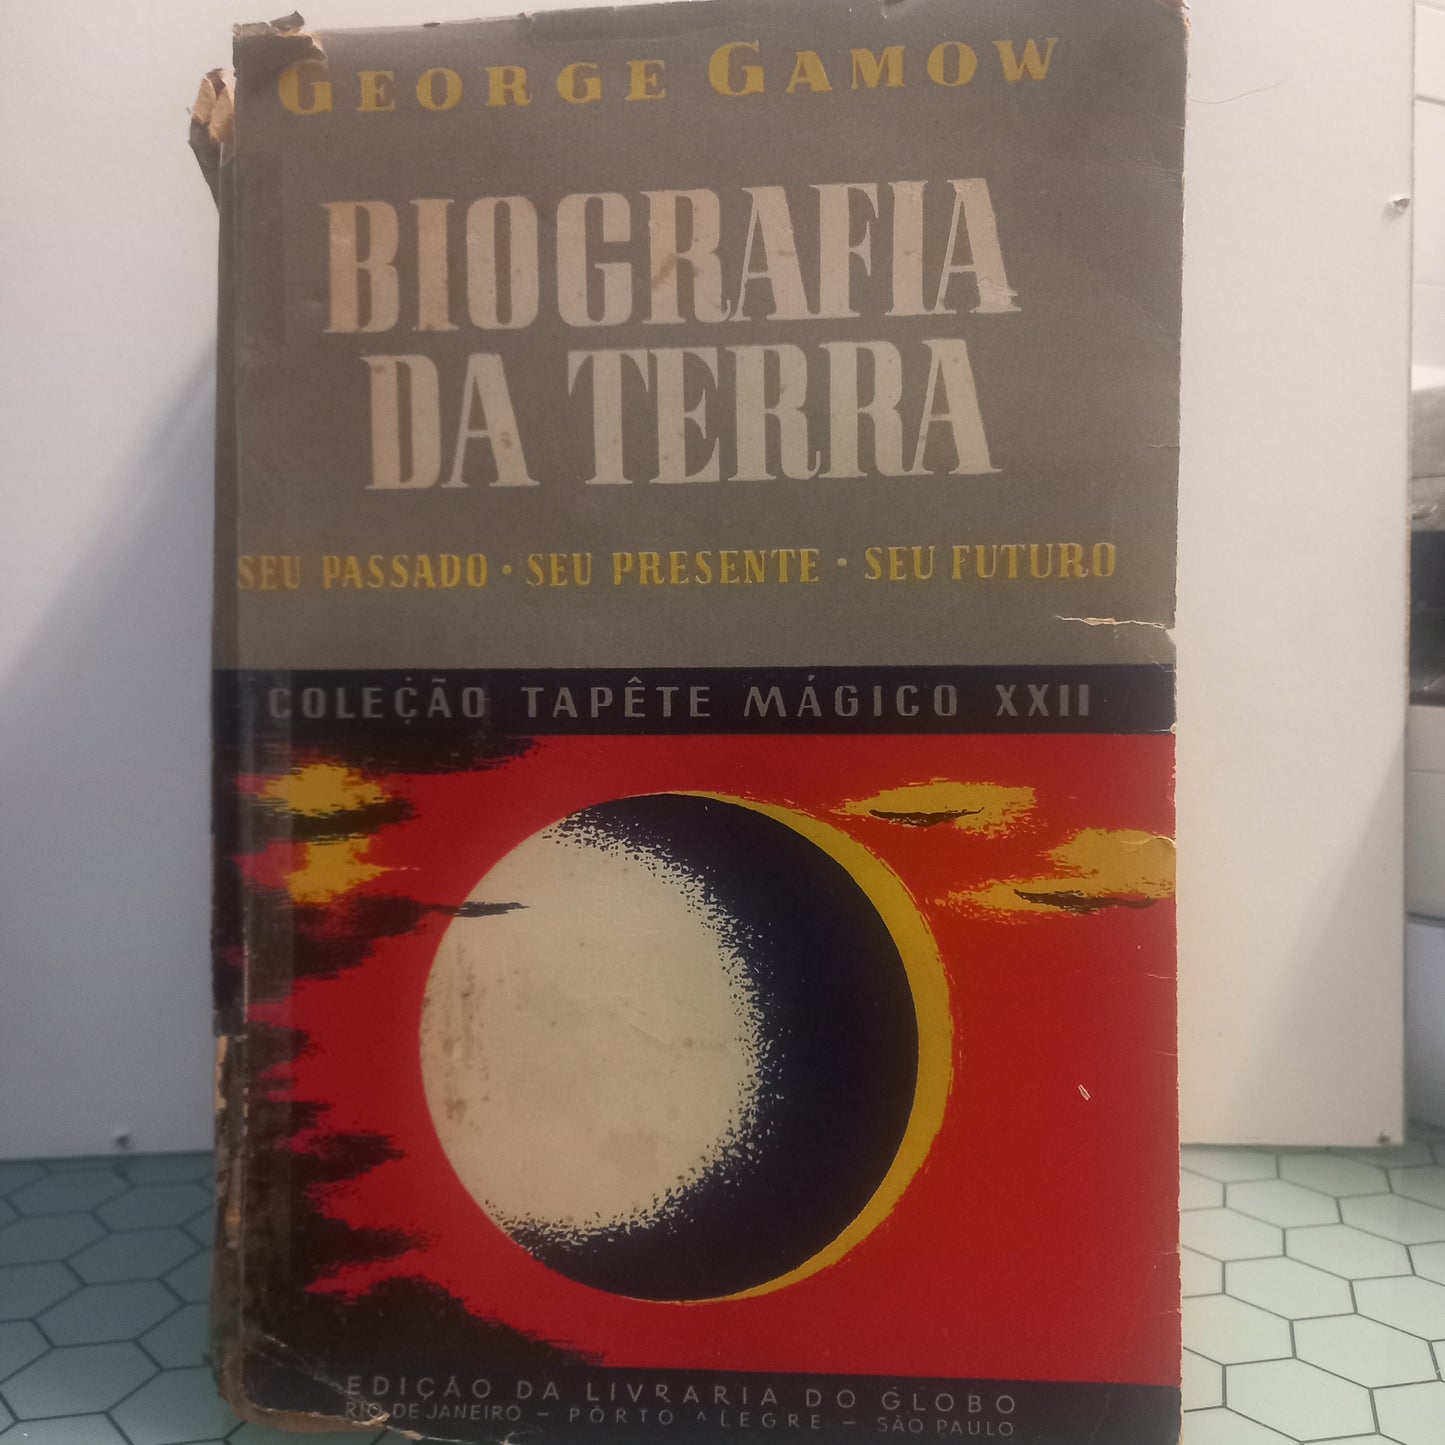 GEORGE GAMOW
BIOGRAFIA
DA TERRA
SEU PASSADO · SEU PRESENTE · SEU FUTURO
COLEÇÃO TAPÊTE MÁGICO XXII
EDIÇÃO DA LIVRARIA DO GLOBO
RIO DE JANEIRO – PÔRTO ALEGRE – SÃO PAULO